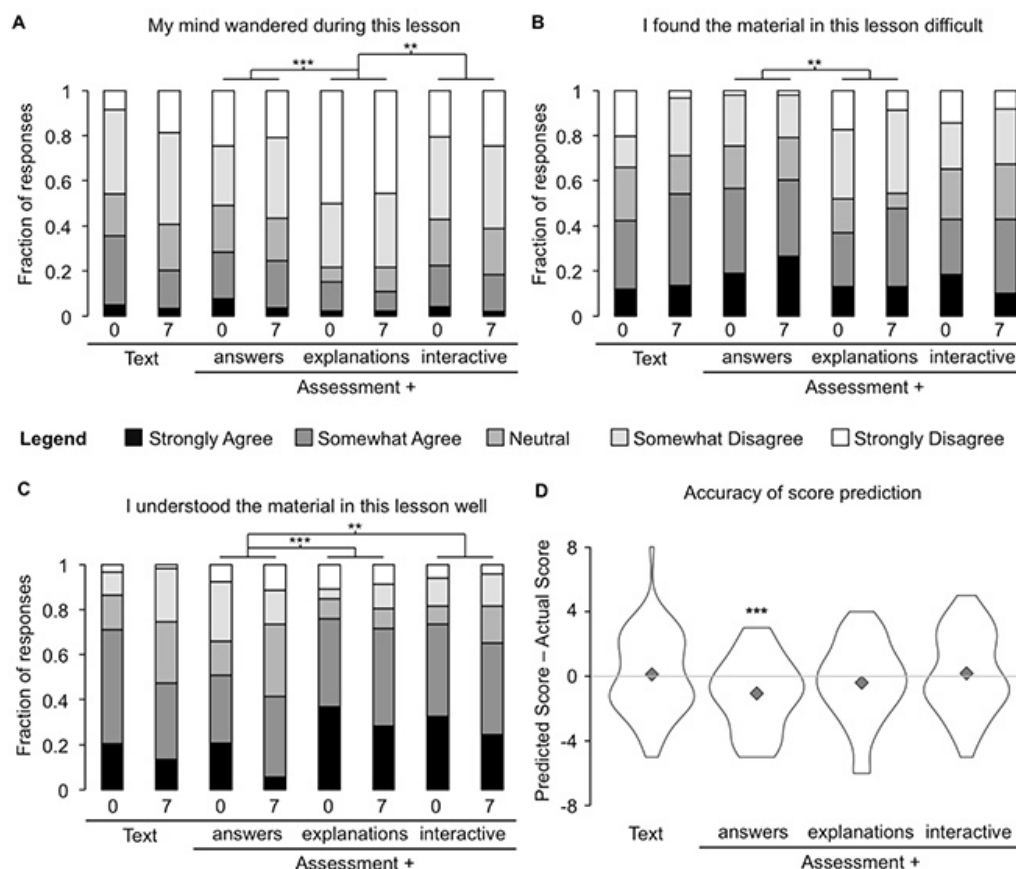 A
My mind wandered during this lesson
***
**
Fraction of responses
1
0.8
0.6
0.4
0.2
0
0 7 0 7 0 7 0 7
Text answers explanations interactive
Assessment +
B
I found the material in this lesson difficult
**
Fraction of responses
1
0.8
0.6
0.4
0.2
0
0 7 0 7 0 7 0 7
Text answers explanations interactive
Assessment +
Legend Strongly Agree Somewhat Agree Neutral Somewhat Disagree Strongly Disagree
C
I understood the material in this lesson well
**
***
Fraction of responses
1
0.8
0.6
0.4
0.2
0
0 7 0 7 0 7 0 7
Text answers explanations interactive
Assessment +
D
Accuracy of score prediction
Predicted Score – Actual Score
8
4
0
-4
-8
***
Text answers explanations interactive
Assessment +